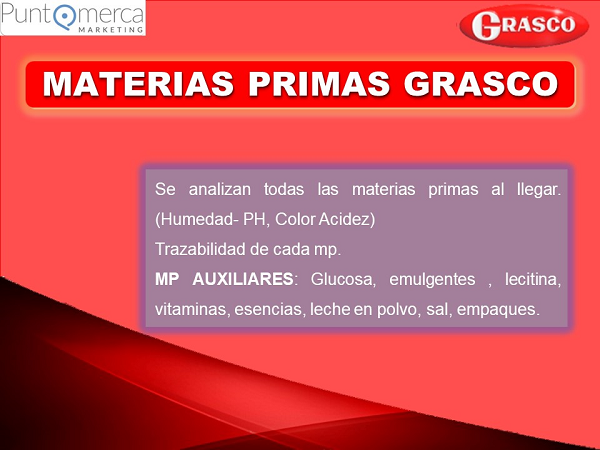 PuntQmerca
MARKETING
GRASCO
MATERIAS PRIMAS GRASCO
Se analizan todas las materias primas al llegar.
(Humedad- PH, Color Acidez)
Trazabilidad de cada mp.
MP AUXILIARES: Glucosa, emulgentes , lecitina,
vitaminas, esencias, leche en polvo, sal, empaques.